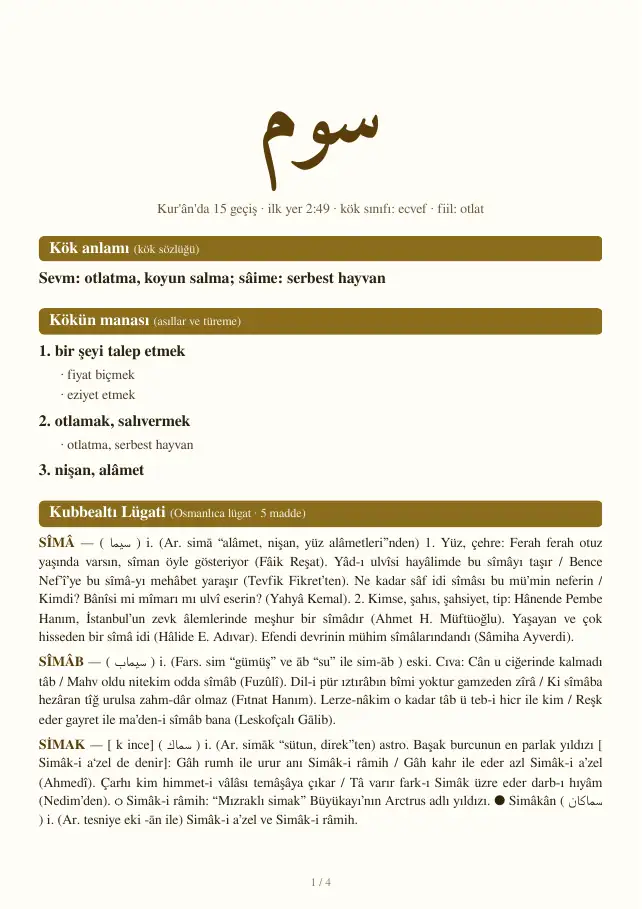 سوم
Kur'ân'da 15 geçiş · ilk yer 2:49 · kök sınıfı: ecvef · fiil: otlat
Kök anlamı (kök sözlüğü)
Sevm: otlatma, koyun salma; sâime: serbest hayvan
Kökün manası (asıllar ve türeme)
1. bir şeyi talep etmek
· fiyat biçmek
· eziyet etmek
2. otlamak, salıvermek
· otlatma, serbest hayvan
3. nişan, alâmet
Kubbealtı Lügati (Osmanlıca lügat · 5 madde)
SÎMÂ — ( سيما ) i. (Ar. simā “alâmet, nişan, yüz alâmetleri”nden) 1. Yüz, çehre: Ferah ferah otuz
yaşında varsın, sîman öyle gösteriyor (Fâik Reşat). Yâd-ı ulvîsi hayâlimde bu sîmâyı taşır / Bence
Nef’î’ye bu sîmâ-yı mehâbet yaraşır (Tevfik Fikret’ten). Ne kadar sâf idi sîmâsı bu mü’min neferin /
Kimdi? Bânîsi mi mîmarı mı ulvî eserin? (Yahyâ Kemal). 2. Kimse, şahıs, şahsiyet, tip: Hânende Pembe
Hanım, İstanbul’un zevk âlemlerinde meşhur bir sîmâdır (Ahmet H. Müftüoğlu). Yaşayan ve çok
hisseden bir sîmâ idi (Hâlide E. Adıvar). Efendi devrinin mühim sîmâlarındandı (Sâmiha Ayverdi).
SÎMÂB — ( سيماب ) i. (Fars. sim “gümüş” ve āb “su” ile sim-āb ) eski. Cıva: Cân u ciğerinde kalmadı
tâb / Mahv oldu nitekim odda sîmâb (Fuzûlî). Dil-i pür ıztırâbın bîmi yoktur gamzeden zîrâ / Ki sîmâba
hezâran tîğ urulsa zahm-dâr olmaz (Fıtnat Hanım). Lerze-nâkim o kadar tâb ü teb-i hicr ile kim / Reşk
eder gayret ile ma’den-i sîmâb bana (Leskofçalı Gālib).
SİMAK — [ k ince] ( سماك ) i. (Ar. simāk “sütun, direk”ten) astro. Başak burcunun en parlak yıldızı [
Simâk-i a‘zel de denir]: Gâh rumh ile urur anı Simâk-i râmih / Gâh kahr ile eder azl Simâk-i a’zel
(Ahmedî). Çarhı kim himmet-i vâlâsı temâşâya çıkar / Tâ varır fark-ı Simâk üzre eder darb-ı hıyâm
(Nedim’den). ○ Simâk-i râmih: “Mızraklı simak” Büyükayı’nın Arctrus adlı yıldızı. ● Simâkân ( سماكان
) i. (Ar. tesniye eki -ān ile) Simâk-i a’zel ve Simâk-i râmih.
1 / 4